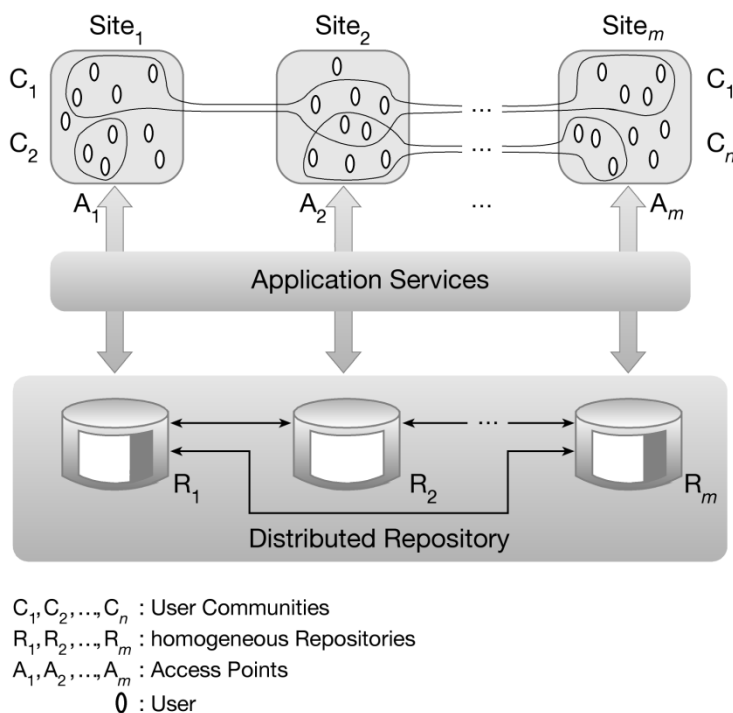 Site₁ Site₂ Siteₘ
C₁ C₁
... 
C₂ Cₙ
...
A₁ A₂ ... Aₘ
Application Services
...
R₁ R₂ Rₘ
Distributed Repository
C₁,C₂,...,Cₙ : User Communities
R₁,R₂,...,Rₘ : homogeneous Repositories
A₁,A₂,...,Aₘ : Access Points
: User